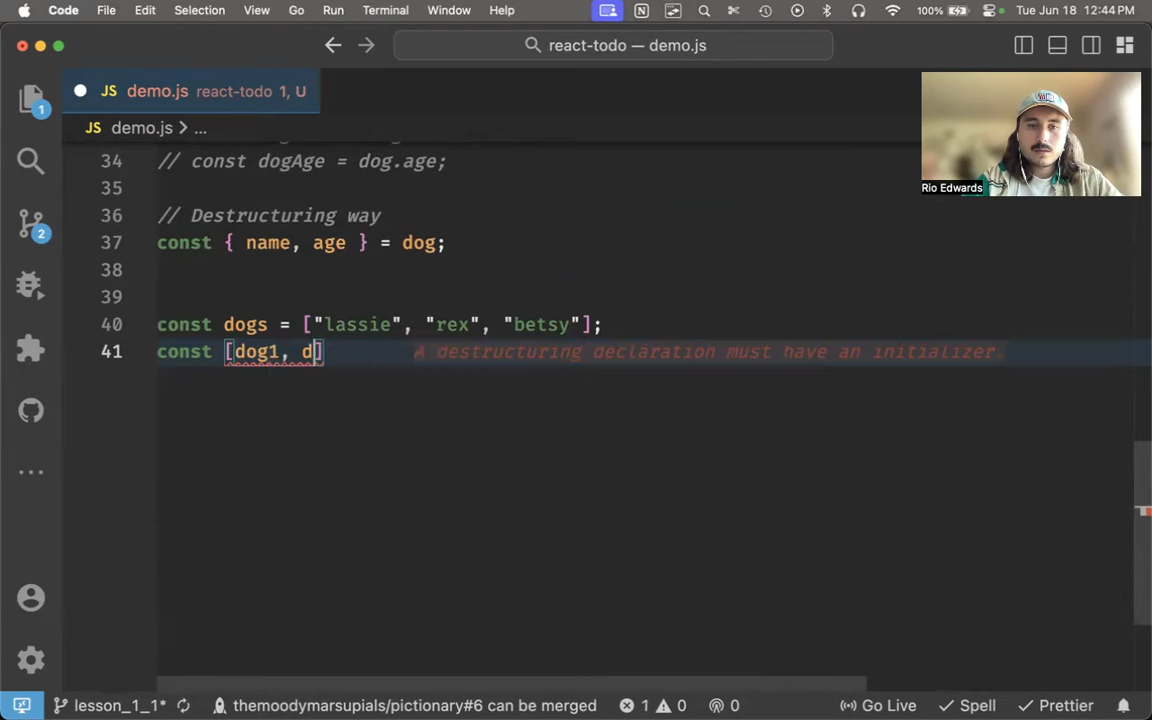 Code File Edit Selection View Go Run Terminal Window Help 100% Tue Jun 18 12:44 PM
react-todo — demo.js
JS demo.js react-todo 1, U
JS demo.js > ...
1
2
Rio Edwards
34 // const dogAge = dog.age;
35
36 // Destructuring way
37 const { name, age } = dog;
38
39
40 const dogs = ["lassie", "rex", "betsy"];
41 const [dog1, d] A destructuring declaration must have an initializer.
lesson_1_1* themoodymarsupials/pictionary#6 can be merged 1 0 0 Go Live Spell Prettier